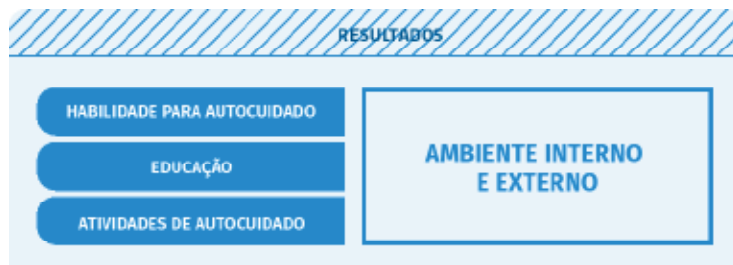 RESULTADOS
HABILIDADE PARA AUTOCUIDADO
EDUCAÇÃO
ATIVIDADES DE AUTOCUIDADO
AMBIENTE INTERNO
E EXTERNO